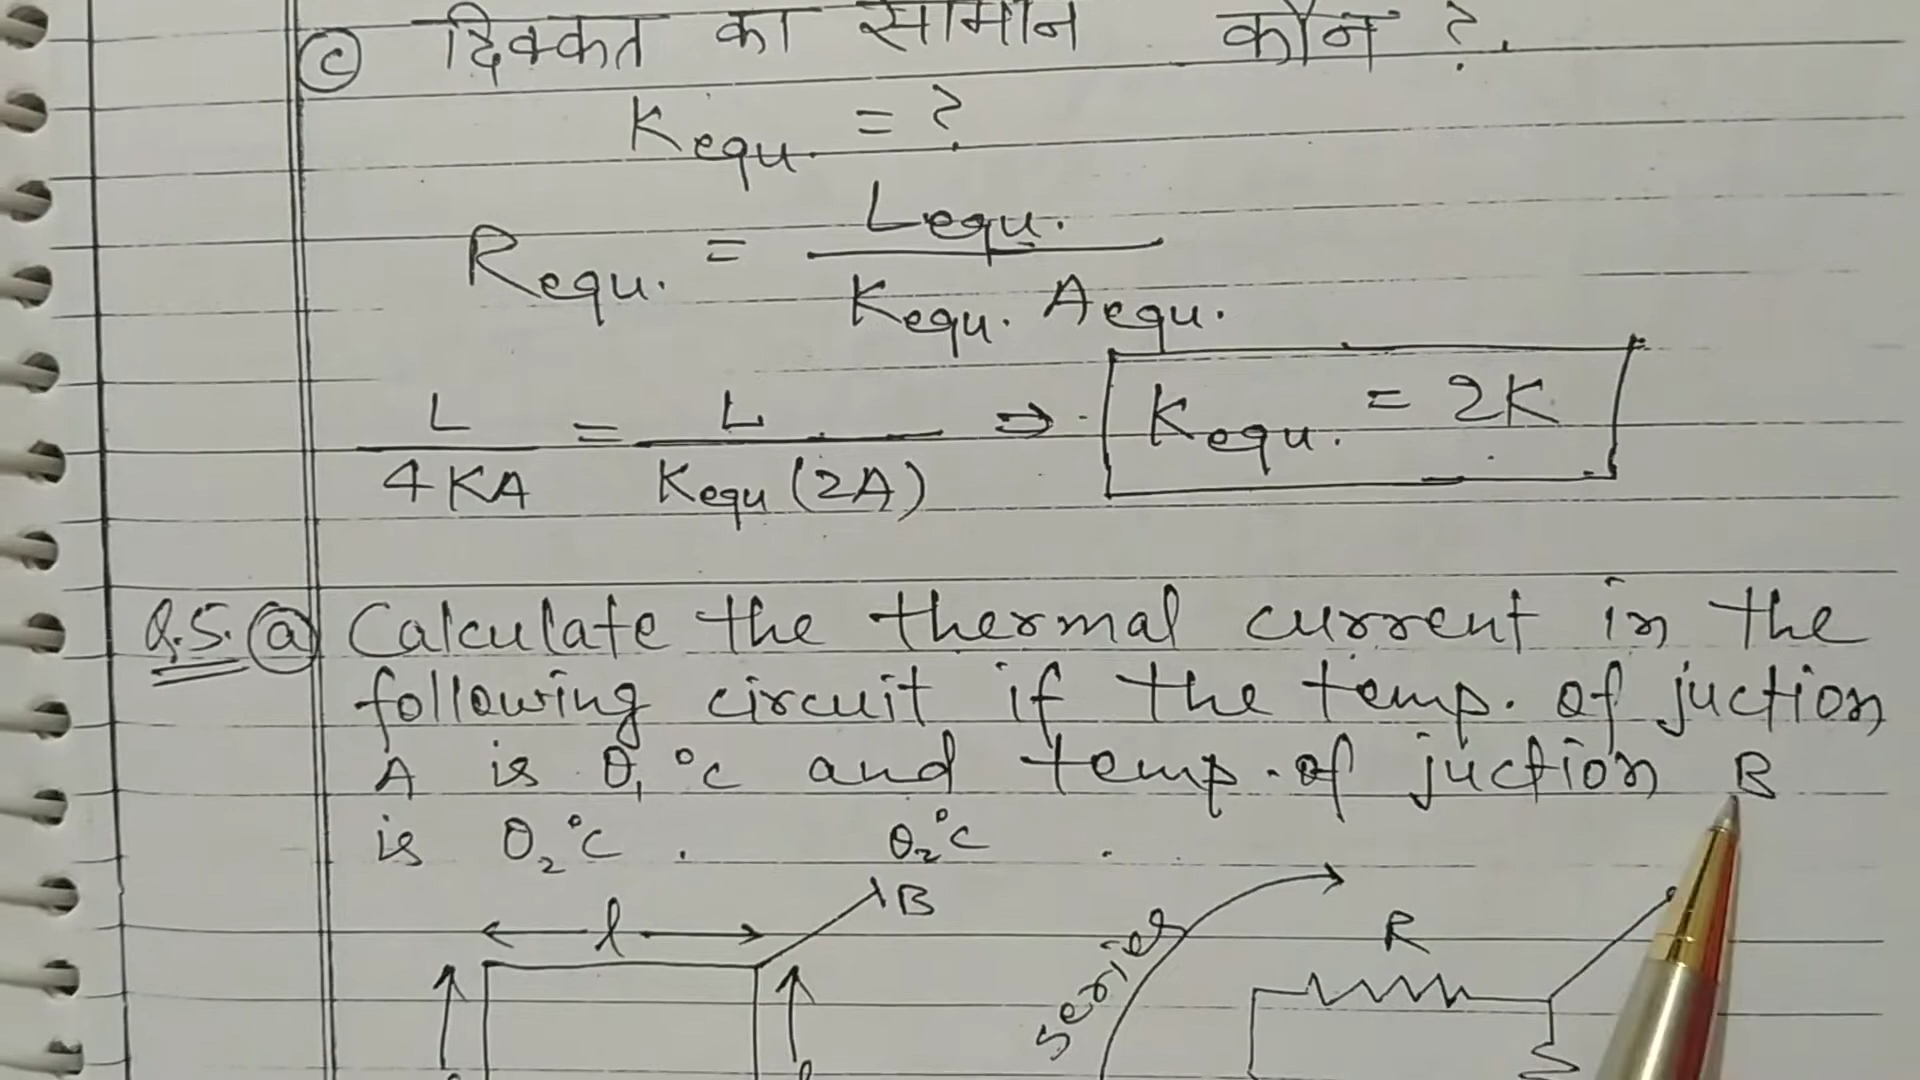 (c) दिक्कत का सामान कौन ?.
Kequ. = ?
Requ. = Lequ. / Kequ. Aequ.
L / 4KA = L / Kequ (2A) ⇒ Kequ. = 2K
Q.5. (a) Calculate the thermal current in the
following circuit if the temp. of juction
A is θ₁°c and temp. of juction B
is θ₂°c . θ₂°c
B
l
series
R